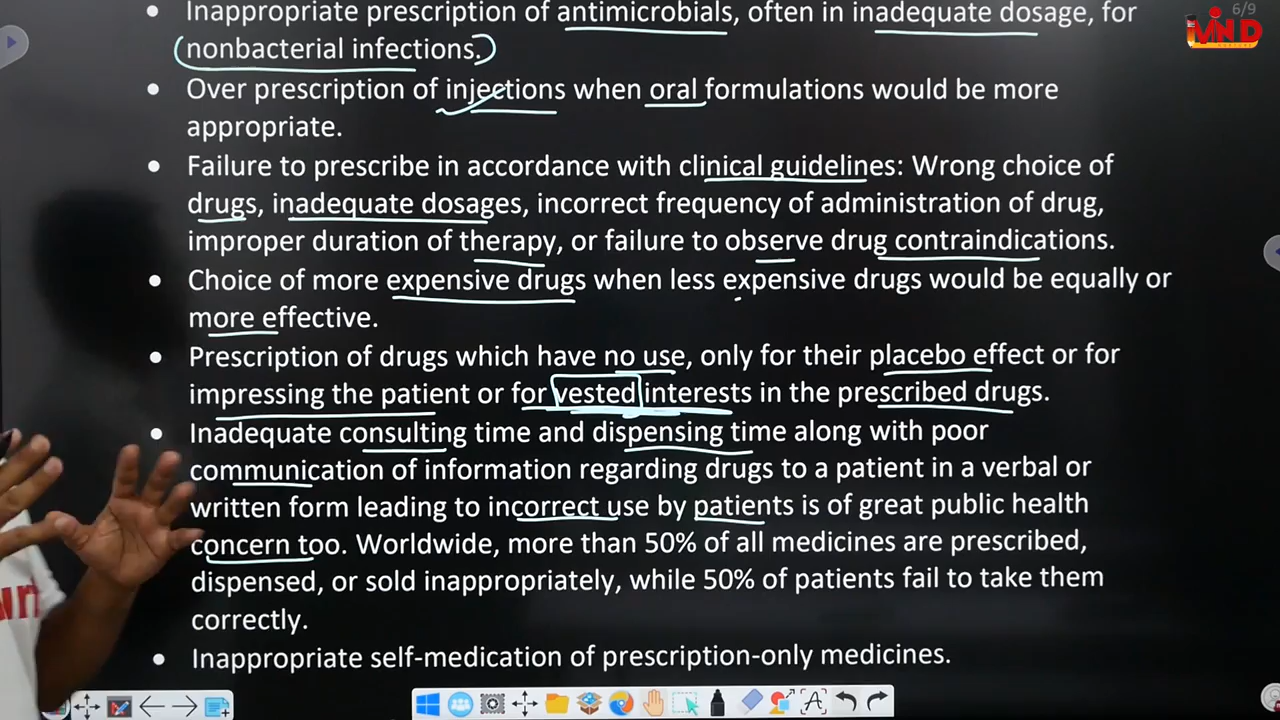 Inappropriate prescription of antimicrobials, often in inadequate dosage, for
6/9
MIND
(nonbacterial infections.)
• Over prescription of injections when oral formulations would be more
appropriate.
• Failure to prescribe in accordance with clinical guidelines: Wrong choice of
drugs, inadequate dosages, incorrect frequency of administration of drug,
improper duration of therapy, or failure to observe drug contraindications.
• Choice of more expensive drugs when less expensive drugs would be equally or
more effective.
• Prescription of drugs which have no use, only for their placebo effect or for
impressing the patient or for vested interests in the prescribed drugs.
• Inadequate consulting time and dispensing time along with poor
communication of information regarding drugs to a patient in a verbal or
written form leading to incorrect use by patients is of great public health
concern too. Worldwide, more than 50% of all medicines are prescribed,
dispensed, or sold inappropriately, while 50% of patients fail to take them
correctly.
• Inappropriate self-medication of prescription-only medicines.